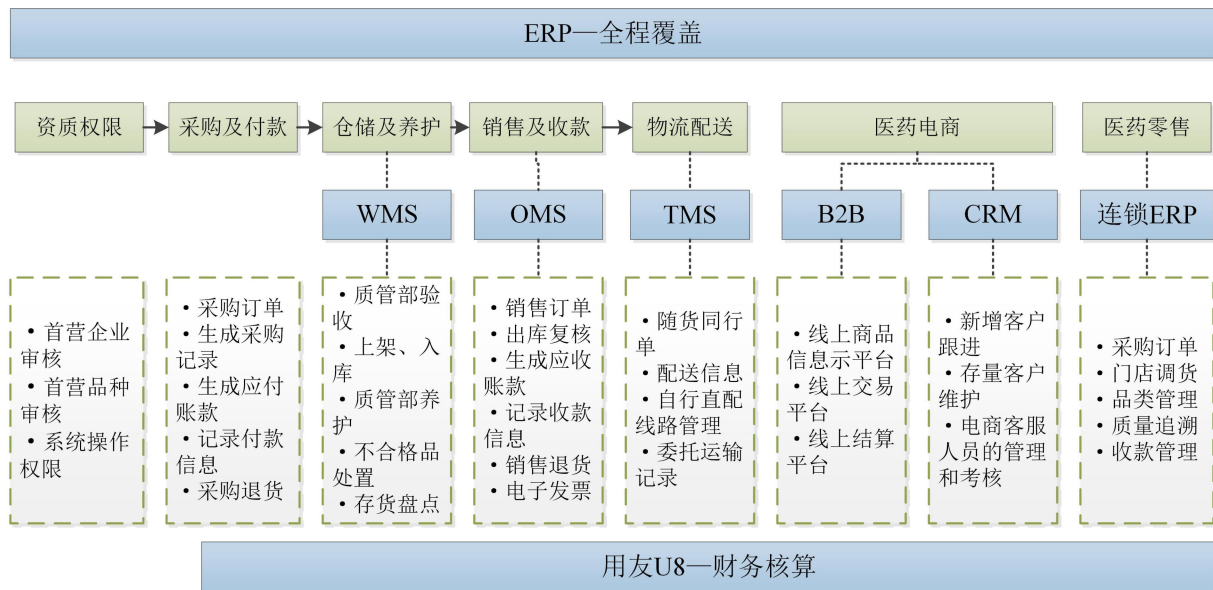 ERP—全程覆盖
资质权限
采购及付款
仓储及养护
销售及收款
物流配送
医药电商
医药零售
WMS
OMS
TMS
B2B
CRM
连锁ERP
•首营企业
审核
•首营品种
审核
•系统操作
权限
•采购订单
•生成采购
记录
•生成应付
账款
•记录付款
信息
•采购退货
•质管部验
收
•上架、入
库
•质管部养
护
•不合格品
处置
•存货盘点
•销售订单
•出库复核
•生成应收
账款
•记录收款
信息
•销售退货
•电子发票
•随货同行
单
•配送信息
•自行直配
线路管理
•委托运输
记录
•线上商品
信息示平台
•线上交易
平台
•线上结算
平台
•新增客户
跟进
•存量客户
维护
•电商客服
人员的管理
和考核
•采购订单
•门店调货
•品类管理
•质量追溯
•收款管理
用友U8—财务核算